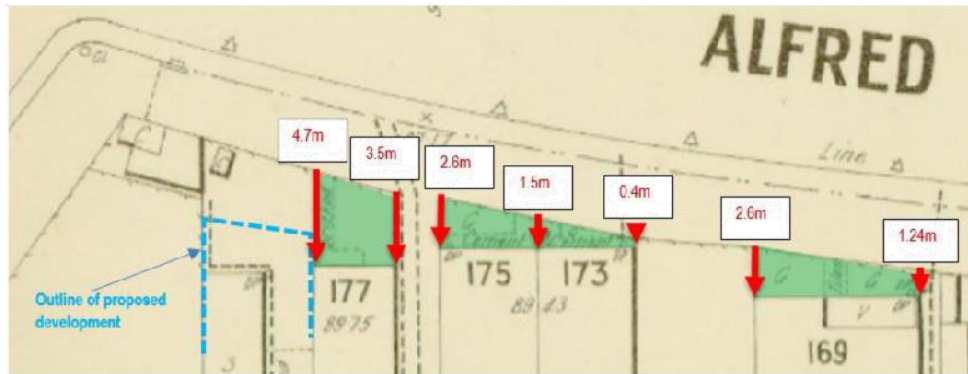 ALFRED
4.7m
3.5m
2.6m
1.5m
0.4m
2.6m
1.24m
Line
Cement
Outline of proposed
development
177
175
173
169
8975
8943
G
G
G
V
S